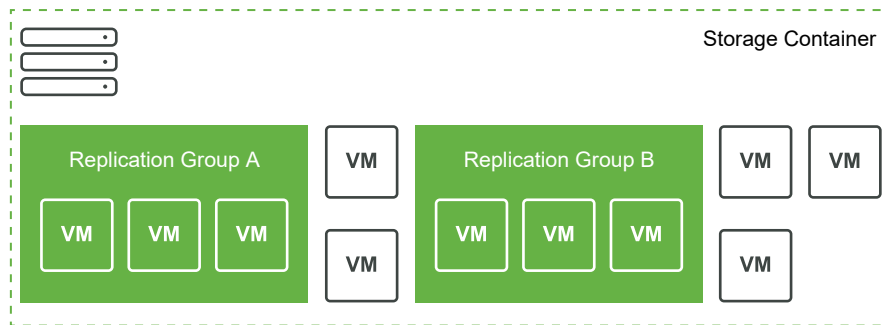 Storage Container
Replication Group A
VM VM VM
VM
VM
Replication Group B
VM VM VM
VM VM
VM